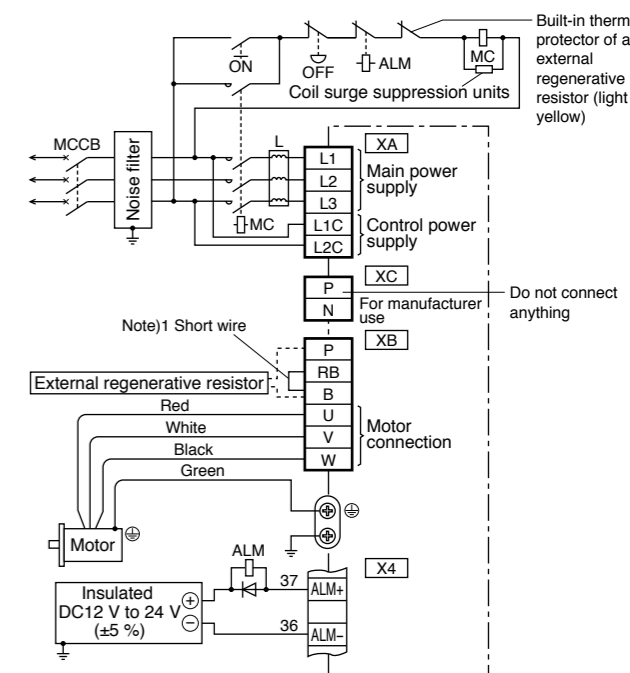 Built-in therm
protector of a
external
regenerative
resistor (light
yellow)
ON
OFF
ALM
MC
Coil surge suppression units
MCCB
Noise filter
L
MC
XA
L1
L2
L3
L1C
L2C
Main power
supply
Control power
supply
XC
P
N
For manufacturer
use
Do not connect
anything
Note)1 Short wire
XB
P
RB
B
U
V
W
External regenerative resistor
Red
White
Black
Green
Motor
connection
Motor
ALM
X4
Insulated
DC12 V to 24 V
(±5 %)
+
−
37
ALM+
36
ALM−